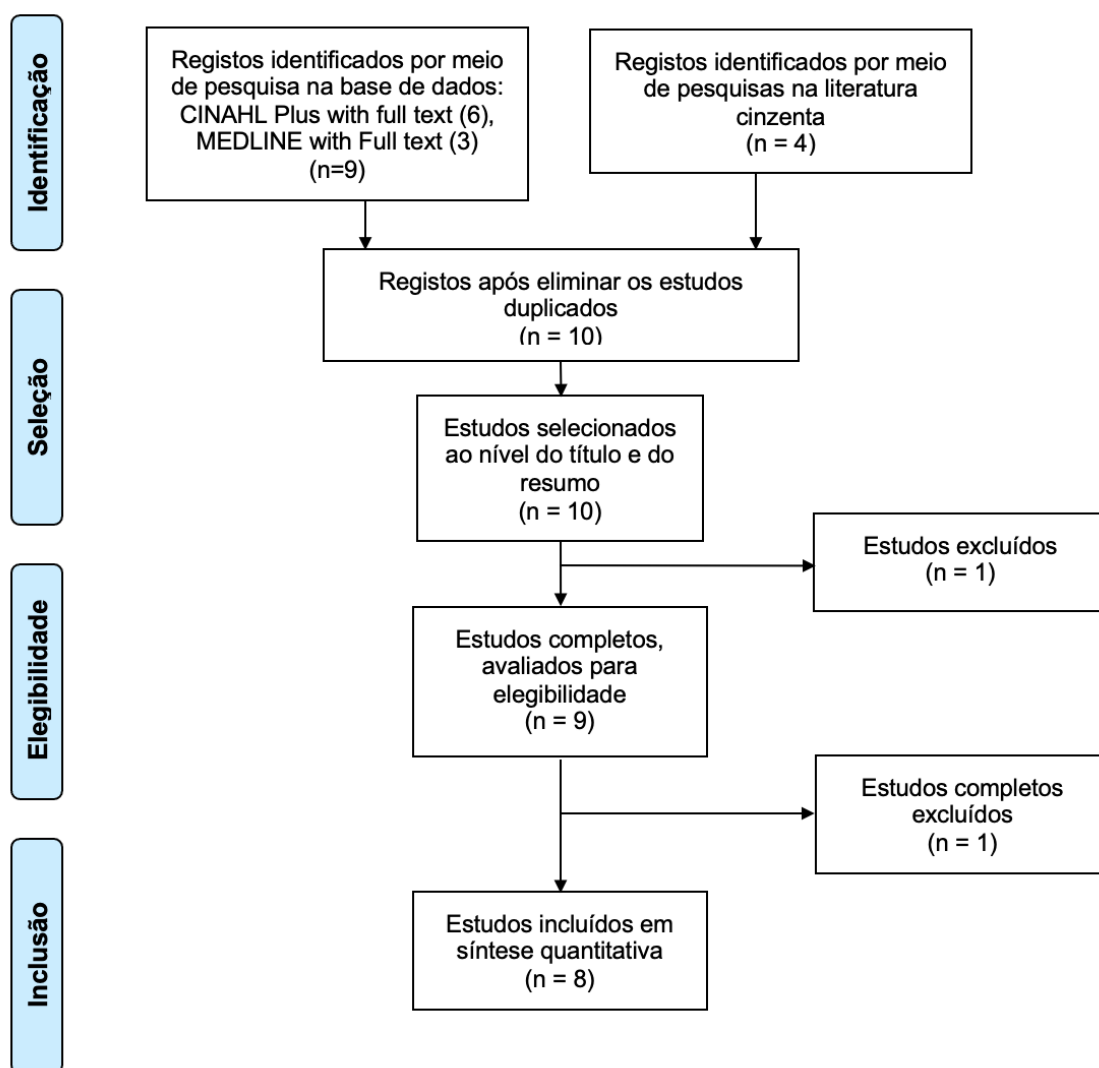 Identificação
Registos identificados por meio
de pesquisa na base de dados:
CINAHL Plus with full text (6),
MEDLINE with Full text (3)
(n=9)
Registos identificados por meio
de pesquisas na literatura
cinzenta
(n = 4)
Registos após eliminar os estudos
duplicados
(n = 10)
Seleção
Estudos selecionados
ao nível do título e do
resumo
(n = 10)
Estudos excluídos
(n = 1)
Elegibilidade
Estudos completos,
avaliados para
elegibilidade
(n = 9)
Estudos completos
excluídos
(n = 1)
Inclusão
Estudos incluídos em
síntese quantitativa
(n = 8)